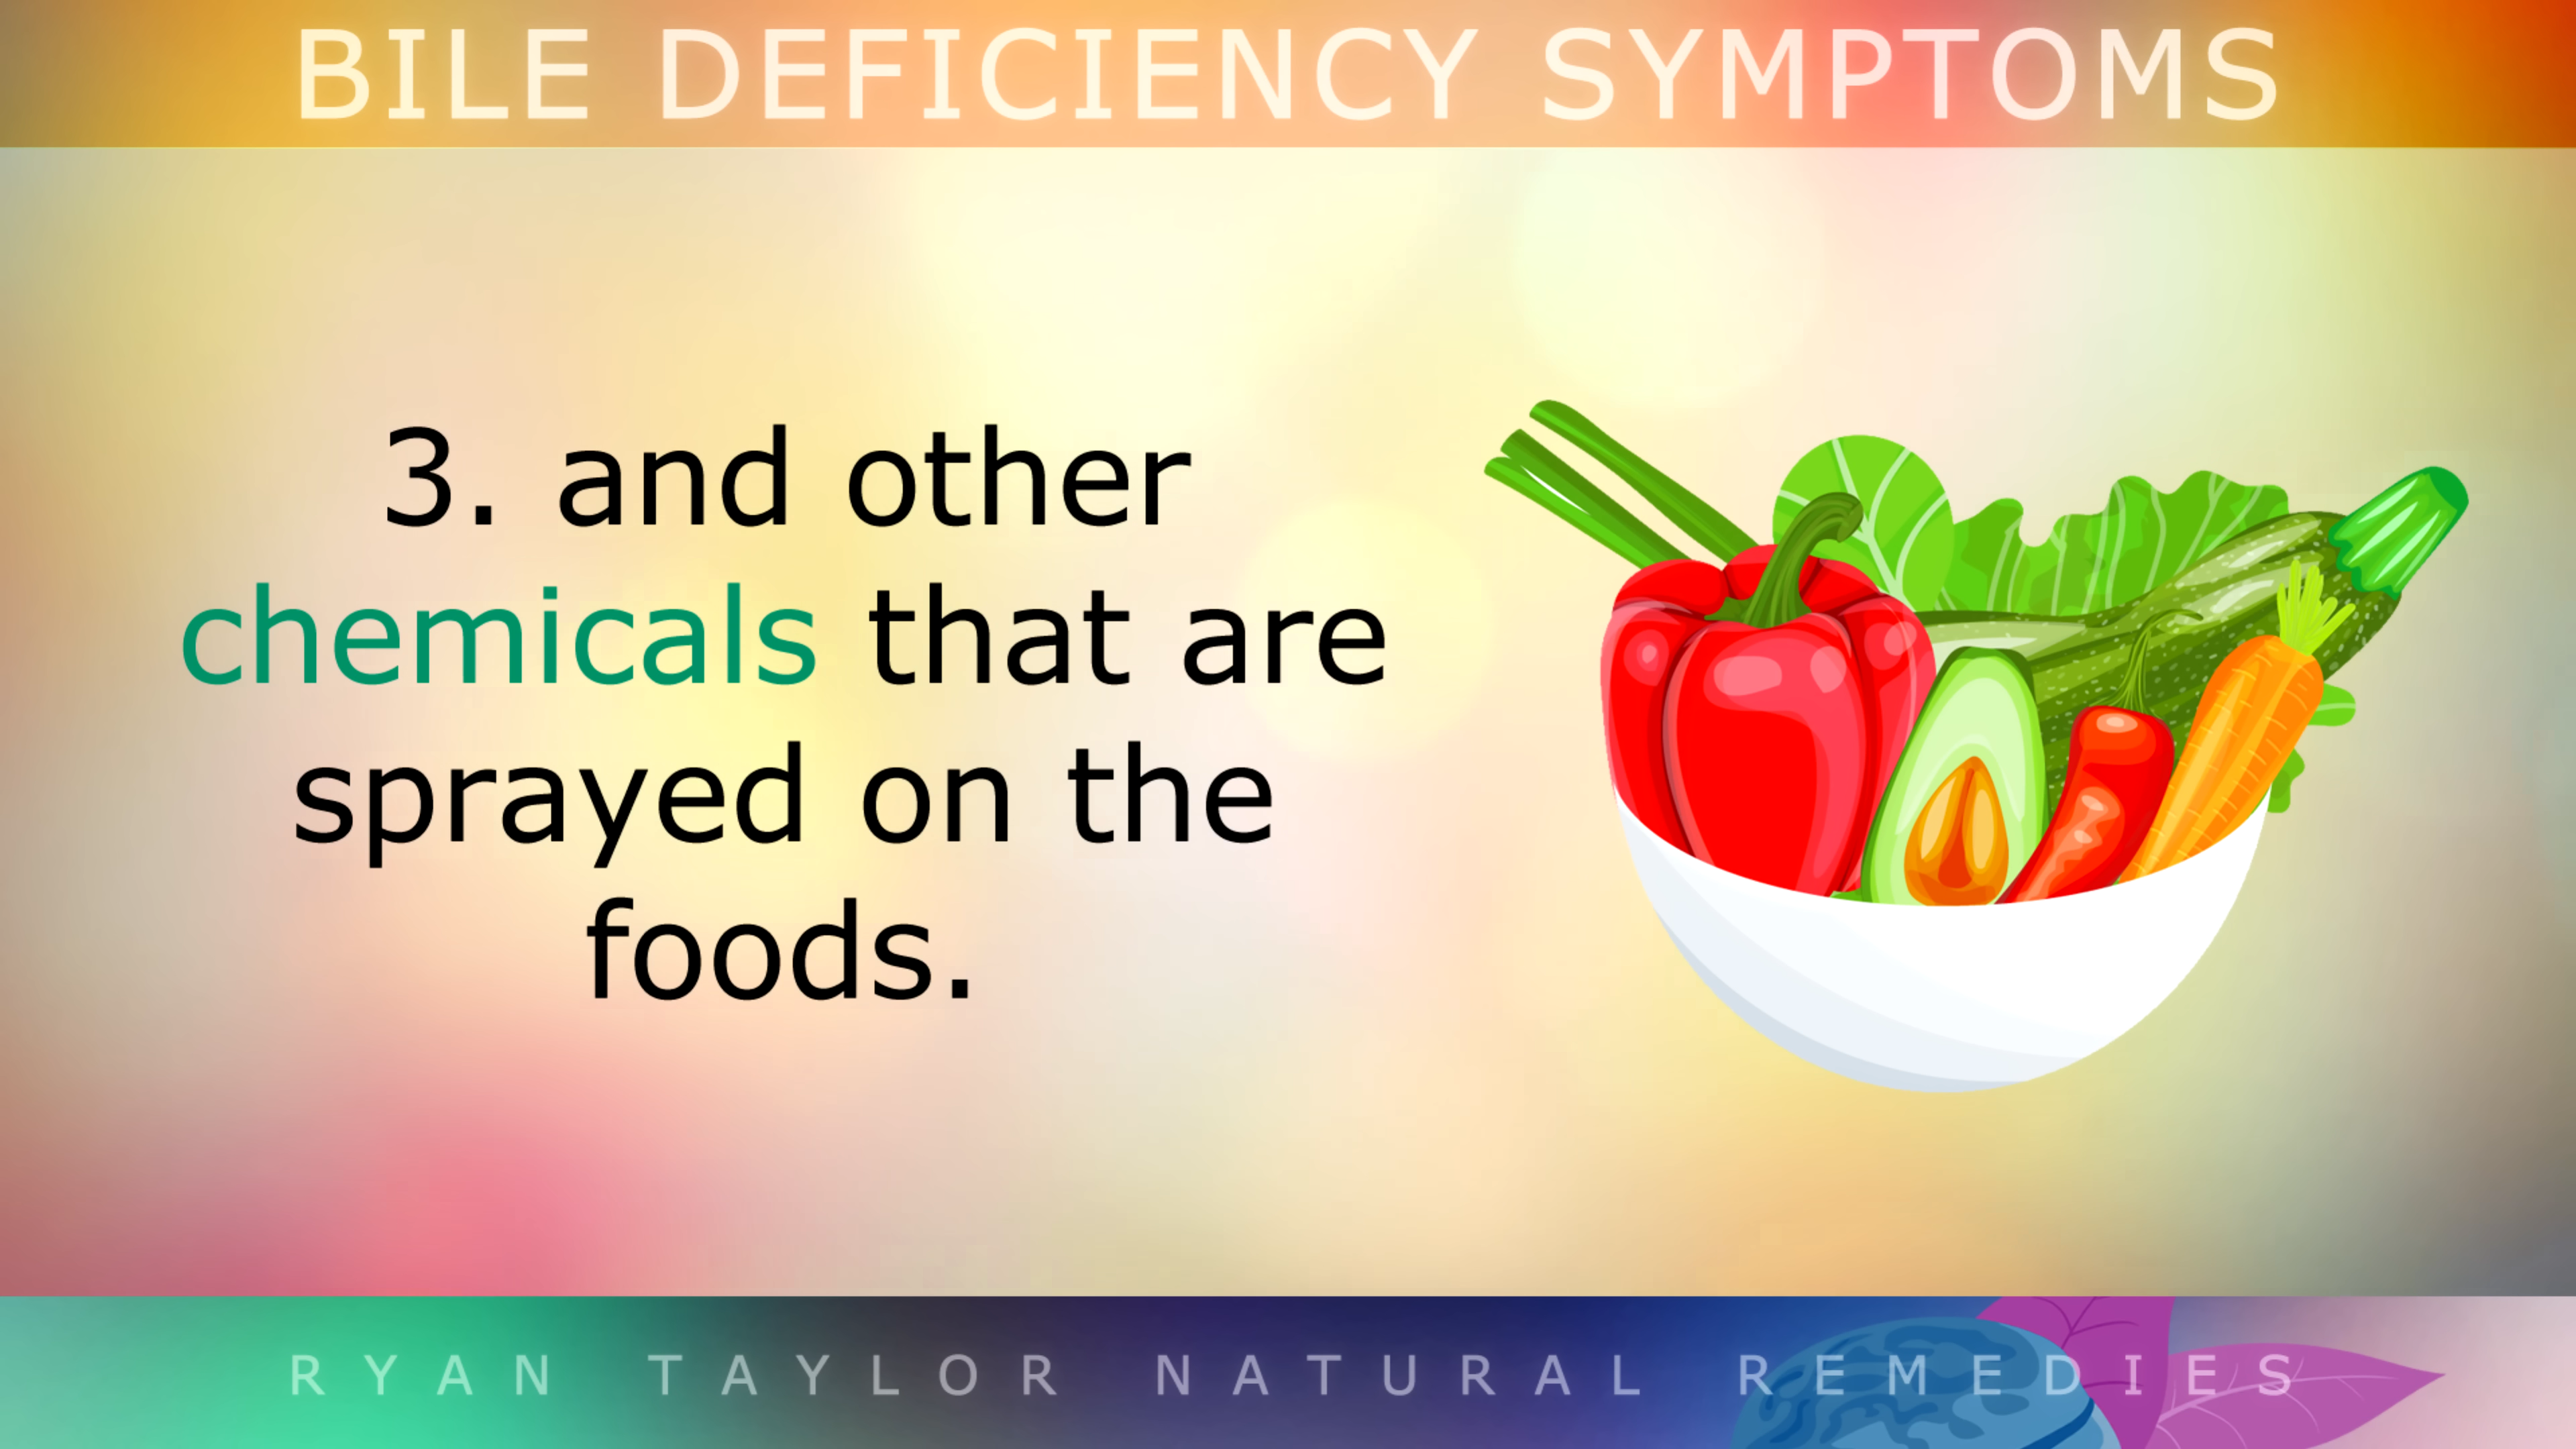 BILE DEFICIENCY SYMPTOMS
3. and other
chemicals that are
sprayed on the
foods.
RYAN TAYLOR NATURAL REMEDIES